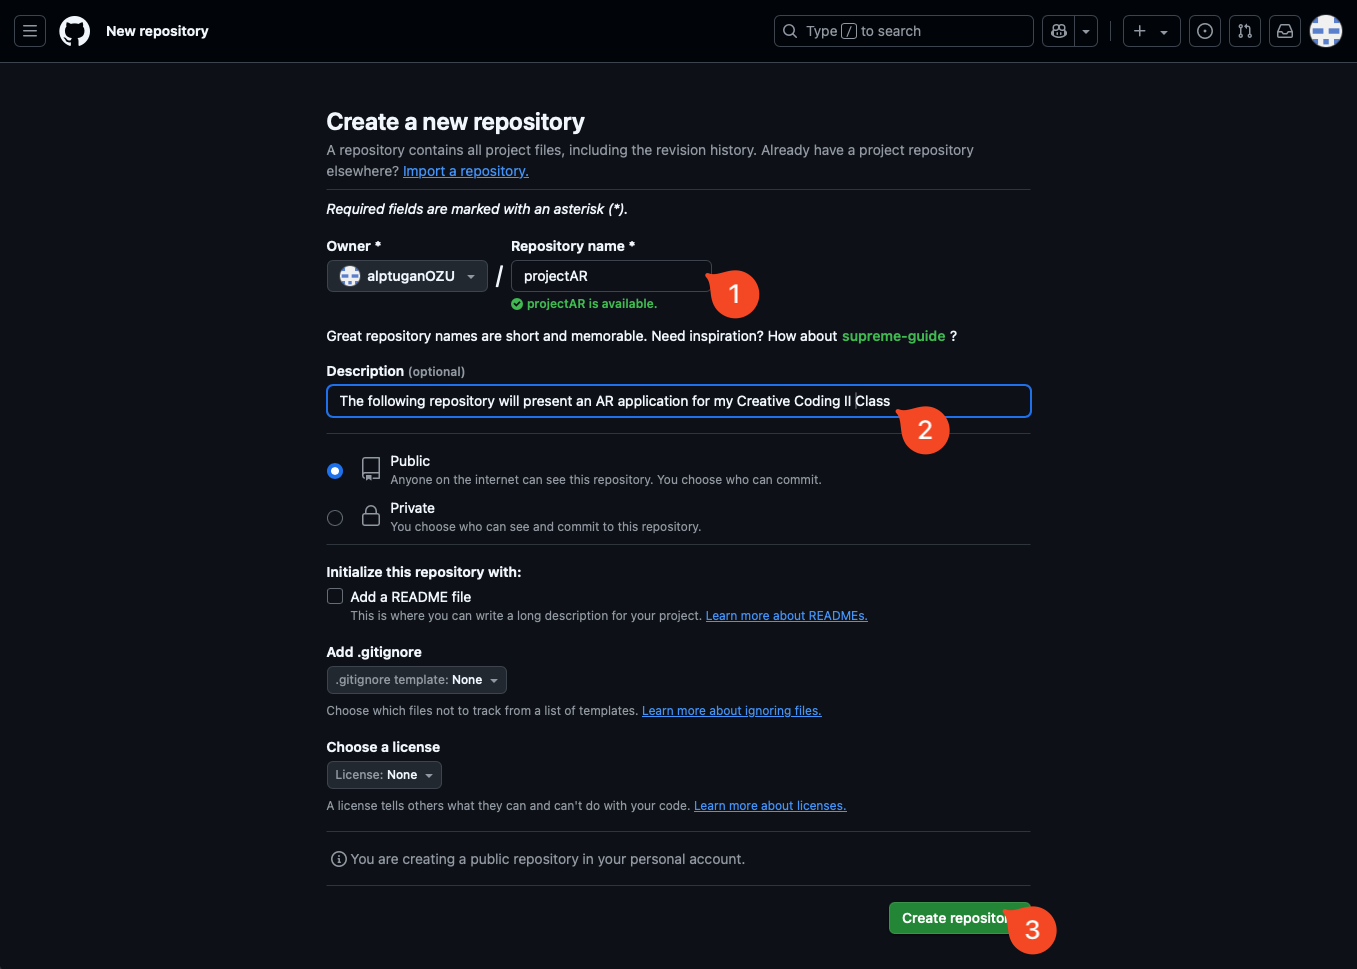 New repository
Type / to search
Create a new repository
A repository contains all project files, including the revision history. Already have a project repository
elsewhere? Import a repository.
Required fields are marked with an asterisk (*).
Owner * Repository name *
alptuganOZU / projectAR
1
projectAR is available.
Great repository names are short and memorable. Need inspiration? How about supreme-guide ?
Description (optional)
The following repository will present an AR application for my Creative Coding II Class
2
Public
Anyone on the internet can see this repository. You choose who can commit.
Private
You choose who can see and commit to this repository.
Initialize this repository with:
Add a README file
This is where you can write a long description for your project. Learn more about READMEs.
Add .gitignore
.gitignore template: None
Choose which files not to track from a list of templates. Learn more about ignoring files.
Choose a license
License: None
A license tells others what they can and can't do with your code. Learn more about licenses.
You are creating a public repository in your personal account.
Create repositor
3